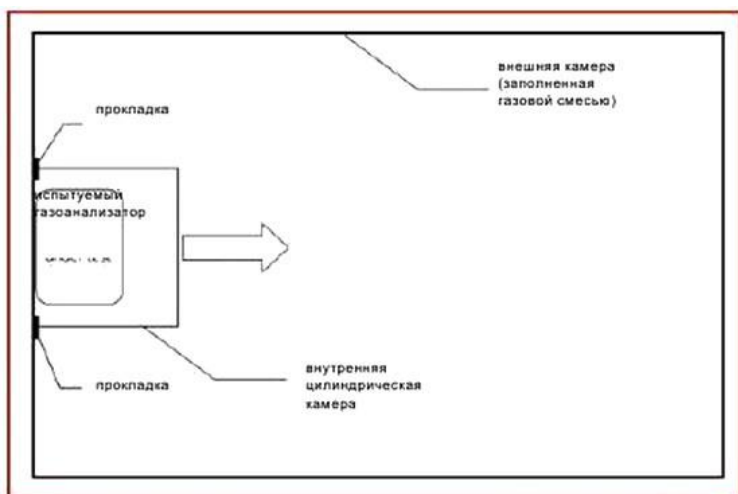 внешняя камера
(заполненная
газовой смесью)
прокладка
испытуемый
газоанализатор
внутренняя
цилиндрическая
камера
прокладка